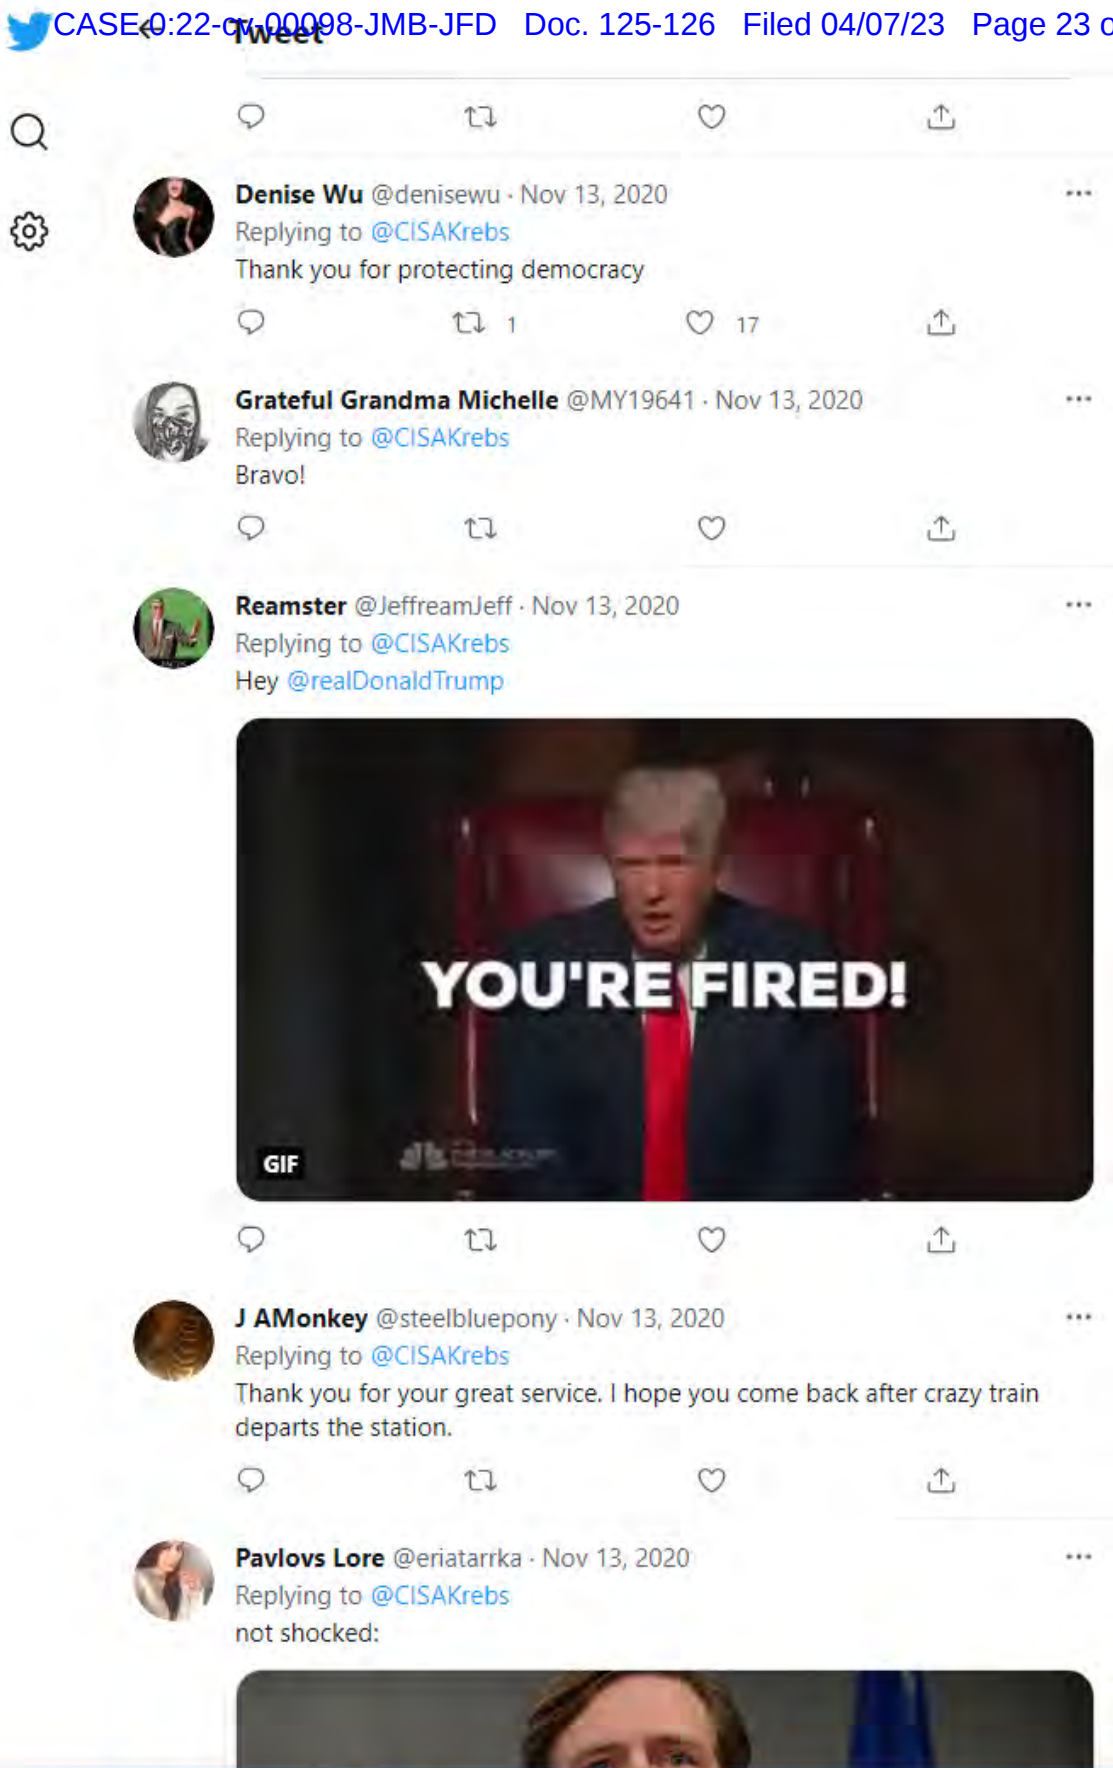 CASE 0:22-cv-00098-JMB-JFD Doc. 125-126 Filed 04/07/23 Page 23 o
Tweet
Denise Wu @denisewu · Nov 13, 2020
Replying to @CISAKrebs
Thank you for protecting democracy
1 17
Grateful Grandma Michelle @MY19641 · Nov 13, 2020
Replying to @CISAKrebs
Bravo!
Reamster @JeffreamJeff · Nov 13, 2020
Replying to @CISAKrebs
Hey @realDonaldTrump
YOU'RE FIRED!
GIF
J AMonkey @steelbluepony · Nov 13, 2020
Replying to @CISAKrebs
Thank you for your great service. I hope you come back after crazy train
departs the station.
Pavlovs Lore @eriatarrka · Nov 13, 2020
Replying to @CISAKrebs
not shocked: